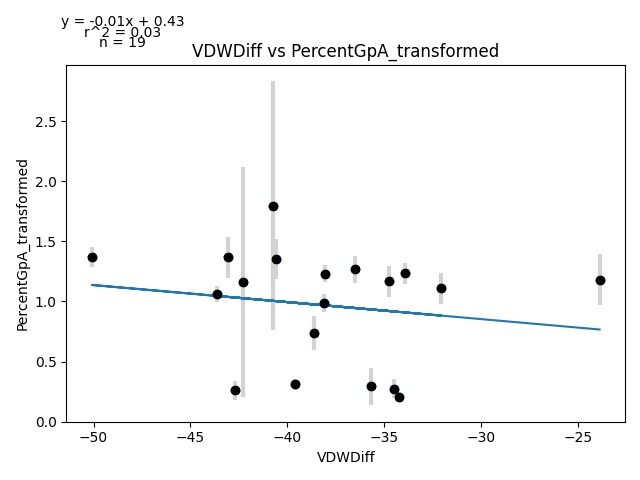 y = -0.01x + 0.43
r^2 = 0.03
n = 19
VDWDiff vs PercentGpA_transformed
PercentGpA_transformed
2.5
2.0
1.5
1.0
0.5
0.0
−50
−45
−40
−35
−30
−25
VDWDiff